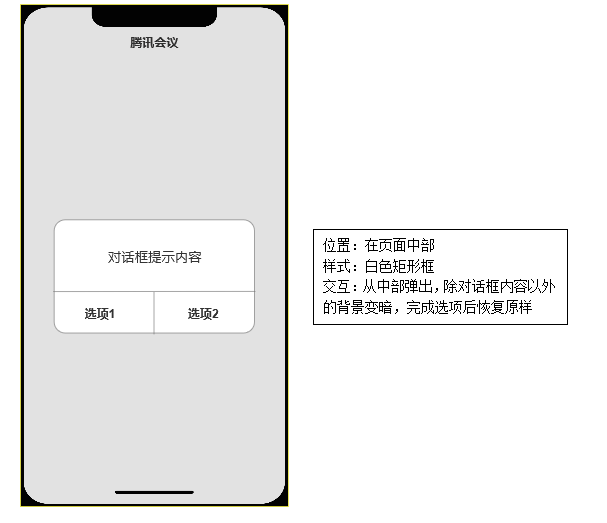 腾讯会议
对话框提示内容
选项1
选项2
位置：在页面中部
样式：白色矩形框
交互：从中部弹出，除对话框内容以外
的背景变暗，完成选项后恢复原样